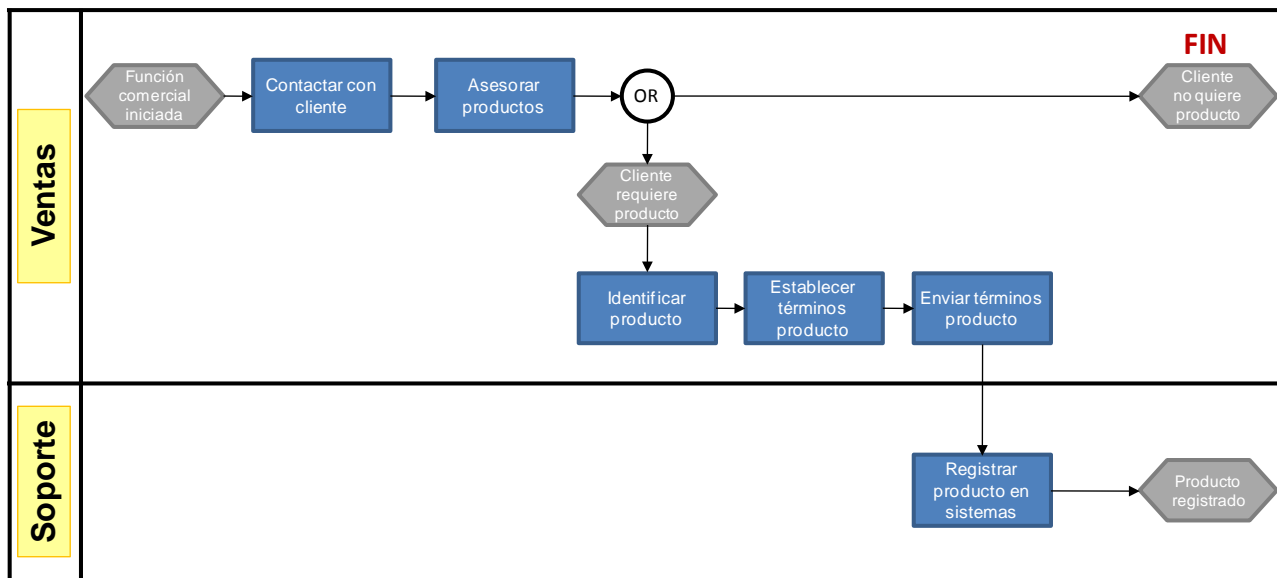 FIN
Función
comercial
iniciada
Contactar con
cliente
Asesorar
productos
OR
Cliente
no quiere
producto
Ventas
Cliente
requiere
producto
Identificar
producto
Establecer
términos
producto
Enviar términos
producto
Soporte
Registrar
producto en
sistemas
Producto
registrado